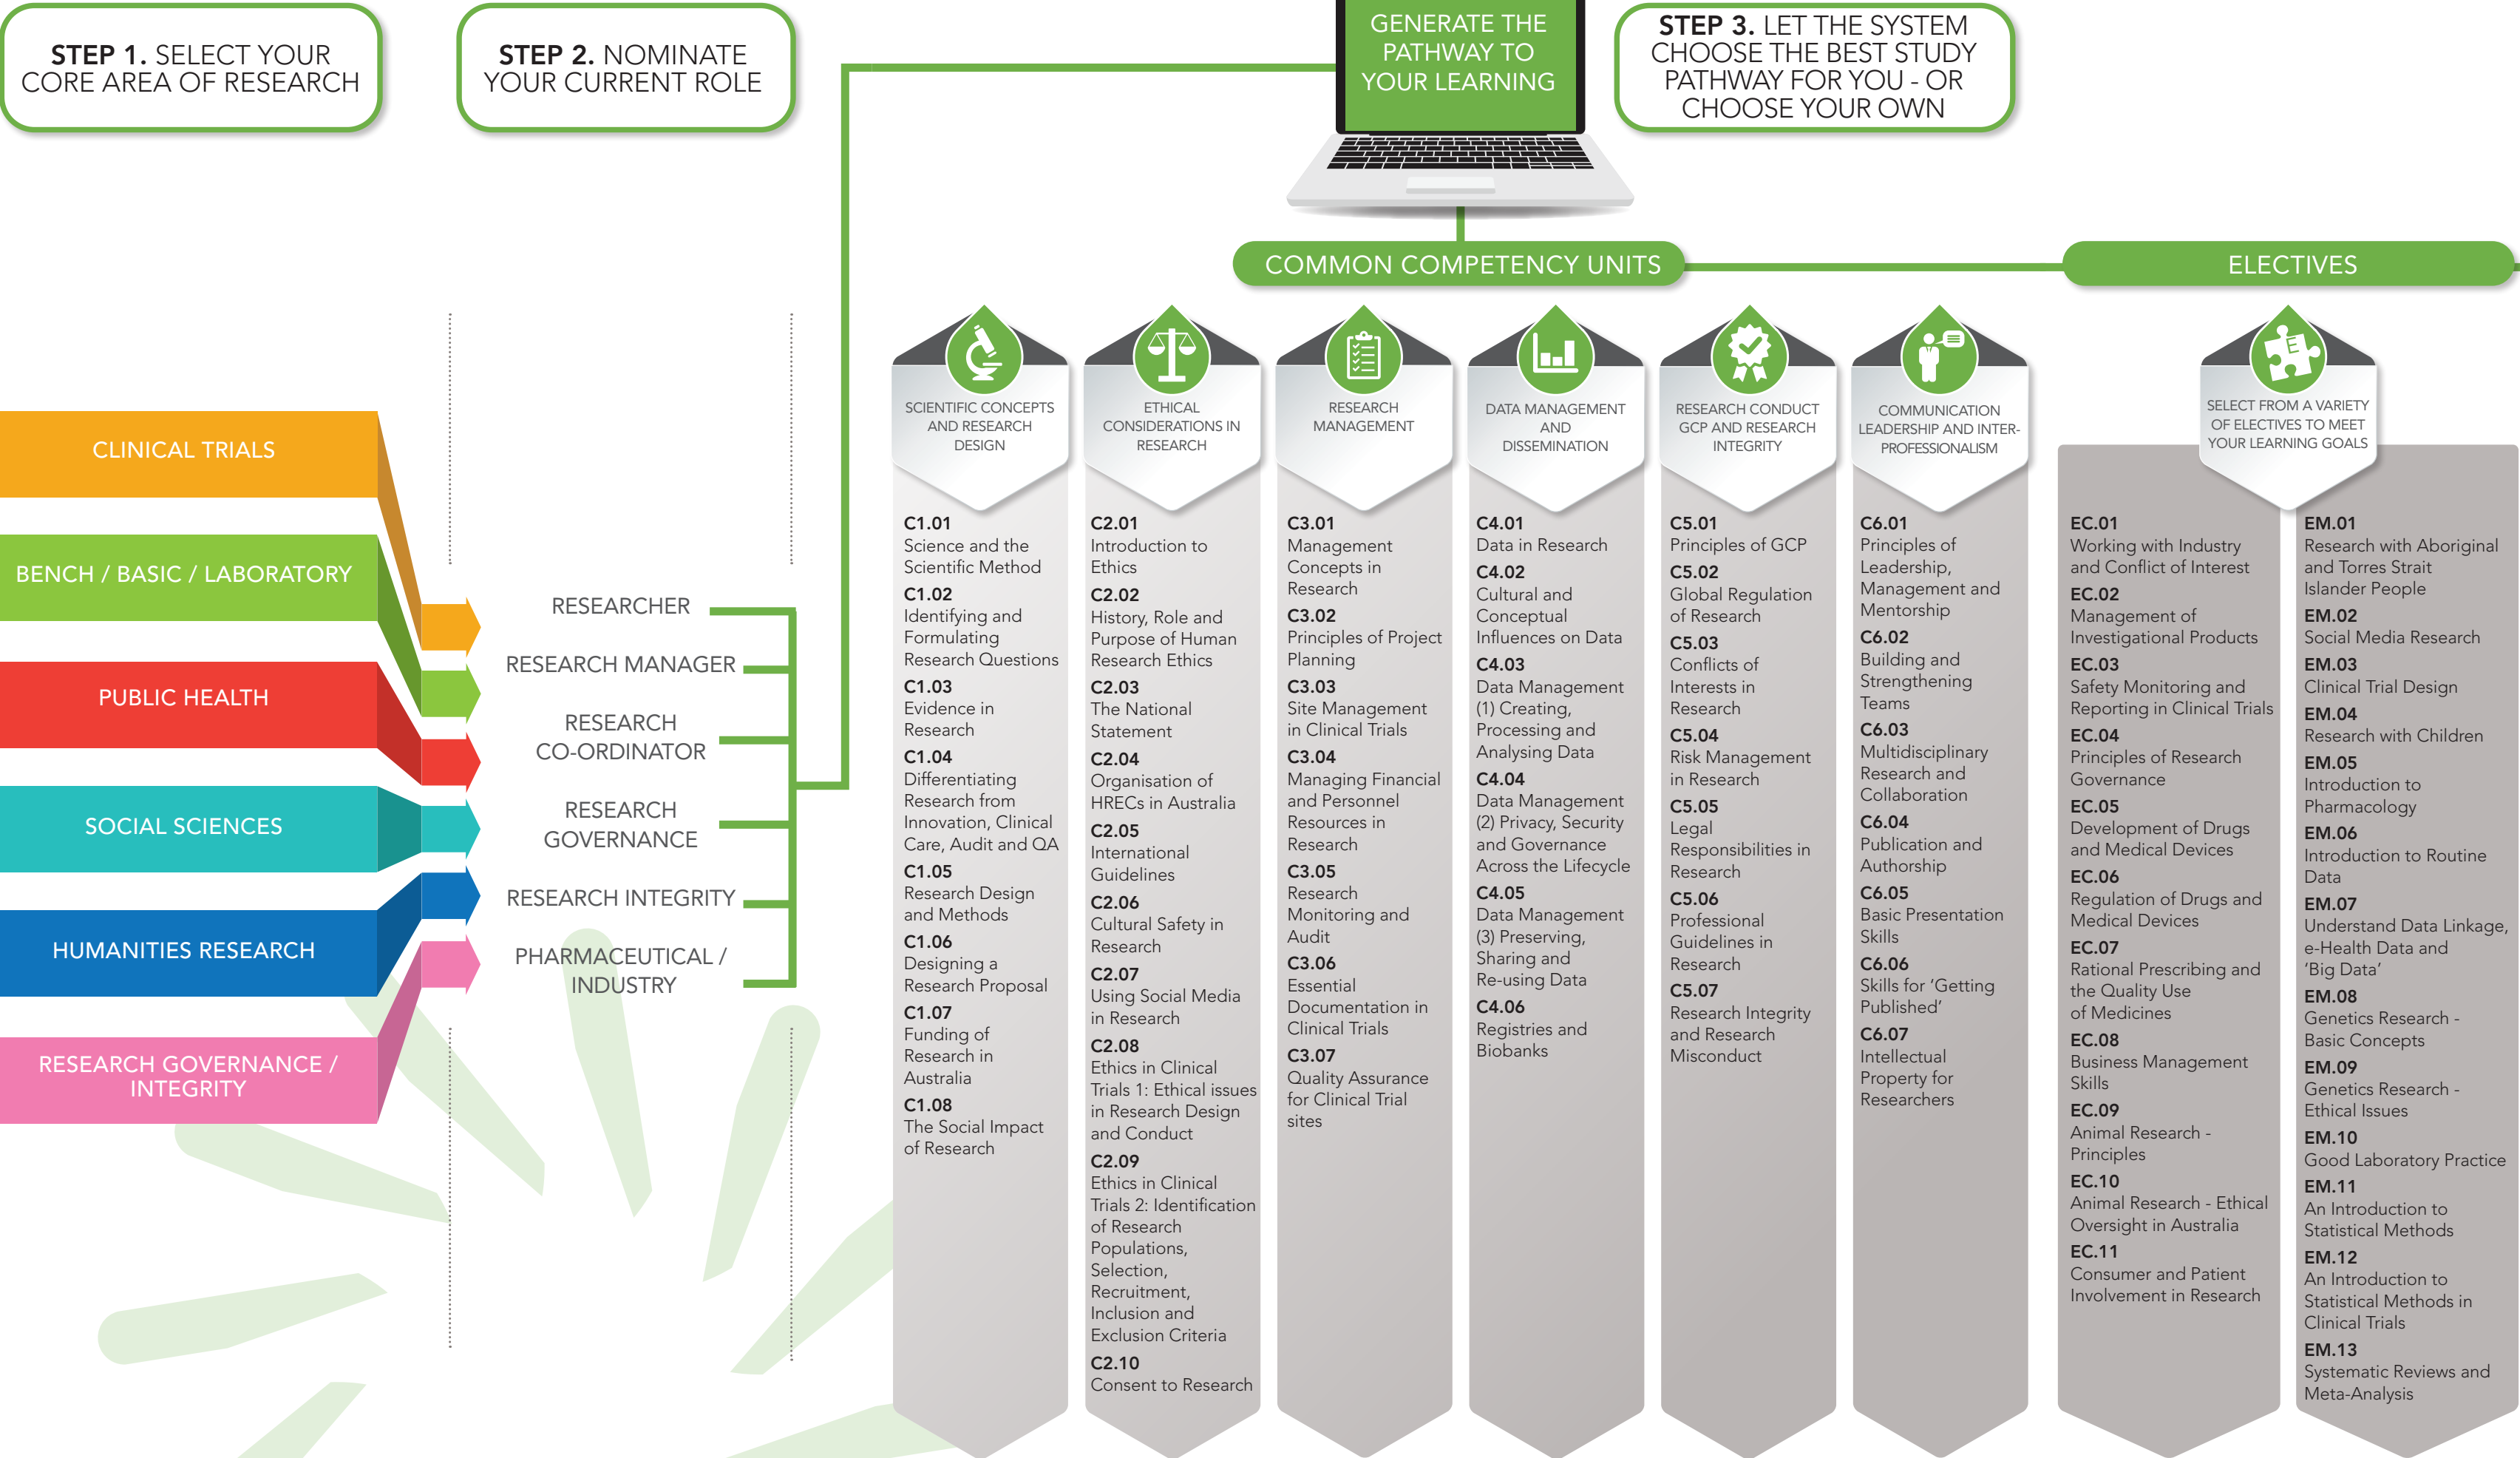 STEP 1. SELECT YOUR
CORE AREA OF RESEARCH
STEP 2. NOMINATE
YOUR CURRENT ROLE
GENERATE THE
PATHWAY TO
YOUR LEARNING
STEP 3. LET THE SYSTEM
CHOOSE THE BEST STUDY
PATHWAY FOR YOU - OR
CHOOSE YOUR OWN
CLINICAL TRIALS
BENCH / BASIC / LABORATORY
PUBLIC HEALTH
SOCIAL SCIENCES
HUMANITIES RESEARCH
RESEARCH GOVERNANCE /
INTEGRITY
RESEARCHER
RESEARCH MANAGER
RESEARCH
CO-ORDINATOR
RESEARCH
GOVERNANCE
RESEARCH INTEGRITY
PHARMACEUTICAL /
INDUSTRY
COMMON COMPETENCY UNITS
SCIENTIFIC CONCEPTS
AND RESEARCH
DESIGN
C1.01
Science and the
Scientific Method
C1.02
Identifying and
Formulating
Research Questions
C1.03
Evidence in
Research
C1.04
Differentiating
Research from
Innovation, Clinical
Care, Audit and QA
C1.05
Research Design
and Methods
C1.06
Designing a
Research Proposal
C1.07
Funding of
Research in
Australia
C1.08
The Social Impact
of Research
ETHICAL
CONSIDERATIONS IN
RESEARCH
C2.01
Introduction to
Ethics
C2.02
History, Role and
Purpose of Human
Research Ethics
C2.03
The National
Statement
C2.04
Organisation of
HRECs in Australia
C2.05
International
Guidelines
C2.06
Cultural Safety in
Research
C2.07
Using Social Media
in Research
C2.08
Ethics in Clinical
Trials 1: Ethical issues
in Research Design
and Conduct
C2.09
Ethics in Clinical
Trials 2: Identification
of Research
Populations,
Selection,
Recruitment,
Inclusion and
Exclusion Criteria
C2.10
Consent to Research
RESEARCH
MANAGEMENT
C3.01
Management
Concepts in
Research
C3.02
Principles of Project
Planning
C3.03
Site Management
in Clinical Trials
C3.04
Managing Financial
and Personnel
Resources in
Research
C3.05
Research
Monitoring and
Audit
C3.06
Essential
Documentation in
Clinical Trials
C3.07
Quality Assurance
for Clinical Trial
sites
DATA MANAGEMENT
AND
DISSEMINATION
C4.01
Data in Research
C4.02
Cultural and
Conceptual
Influences on Data
C4.03
Data Management
(1) Creating,
Processing and
Analysing Data
C4.04
Data Management
(2) Privacy, Security
and Governance
Across the Lifecycle
C4.05
Data Management
(3) Preserving,
Sharing and
Re-using Data
C4.06
Registries and
Biobanks
RESEARCH CONDUCT
GCP AND RESEARCH
INTEGRITY
C5.01
Principles of GCP
C5.02
Global Regulation
of Research
C5.03
Conflicts of
Interests in
Research
C5.04
Risk Management
in Research
C5.05
Legal
Responsibilities in
Research
C5.06
Professional
Guidelines in
Research
C5.07
Research Integrity
and Research
Misconduct
COMMUNICATION
LEADERSHIP AND INTER-
PROFESSIONALISM
C6.01
Principles of
Leadership,
Management and
Mentorship
C6.02
Building and
Strengthening
Teams
C6.03
Multidisciplinary
Research and
Collaboration
C6.04
Publication and
Authorship
C6.05
Basic Presentation
Skills
C6.06
Skills for ‘Getting
Published’
C6.07
Intellectual
Property for
Researchers
ELECTIVES
E
SELECT FROM A VARIETY
OF ELECTIVES TO MEET
YOUR LEARNING GOALS
EC.01
Working with Industry
and Conflict of Interest
EC.02
Management of
Investigational Products
EC.03
Safety Monitoring and
Reporting in Clinical Trials
EC.04
Principles of Research
Governance
EC.05
Development of Drugs
and Medical Devices
EC.06
Regulation of Drugs and
Medical Devices
EC.07
Rational Prescribing and
the Quality Use
of Medicines
EC.08
Business Management
Skills
EC.09
Animal Research -
Principles
EC.10
Animal Research - Ethical
Oversight in Australia
EC.11
Consumer and Patient
Involvement in Research
EM.01
Research with Aboriginal
and Torres Strait
Islander People
EM.02
Social Media Research
EM.03
Clinical Trial Design
EM.04
Research with Children
EM.05
Introduction to
Pharmacology
EM.06
Introduction to Routine
Data
EM.07
Understand Data Linkage,
e-Health Data and
‘Big Data’
EM.08
Genetics Research -
Basic Concepts
EM.09
Genetics Research -
Ethical Issues
EM.10
Good Laboratory Practice
EM.11
An Introduction to
Statistical Methods
EM.12
An Introduction to
Statistical Methods in
Clinical Trials
EM.13
Systematic Reviews and
Meta-Analysis